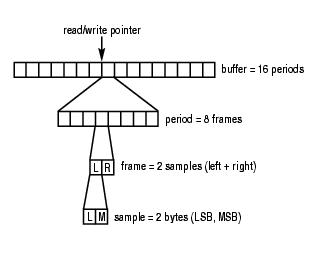 read/write pointer
buffer = 16 periods
period = 8 frames
L R
frame = 2 samples (left + right)
L M
sample = 2 bytes (LSB, MSB)